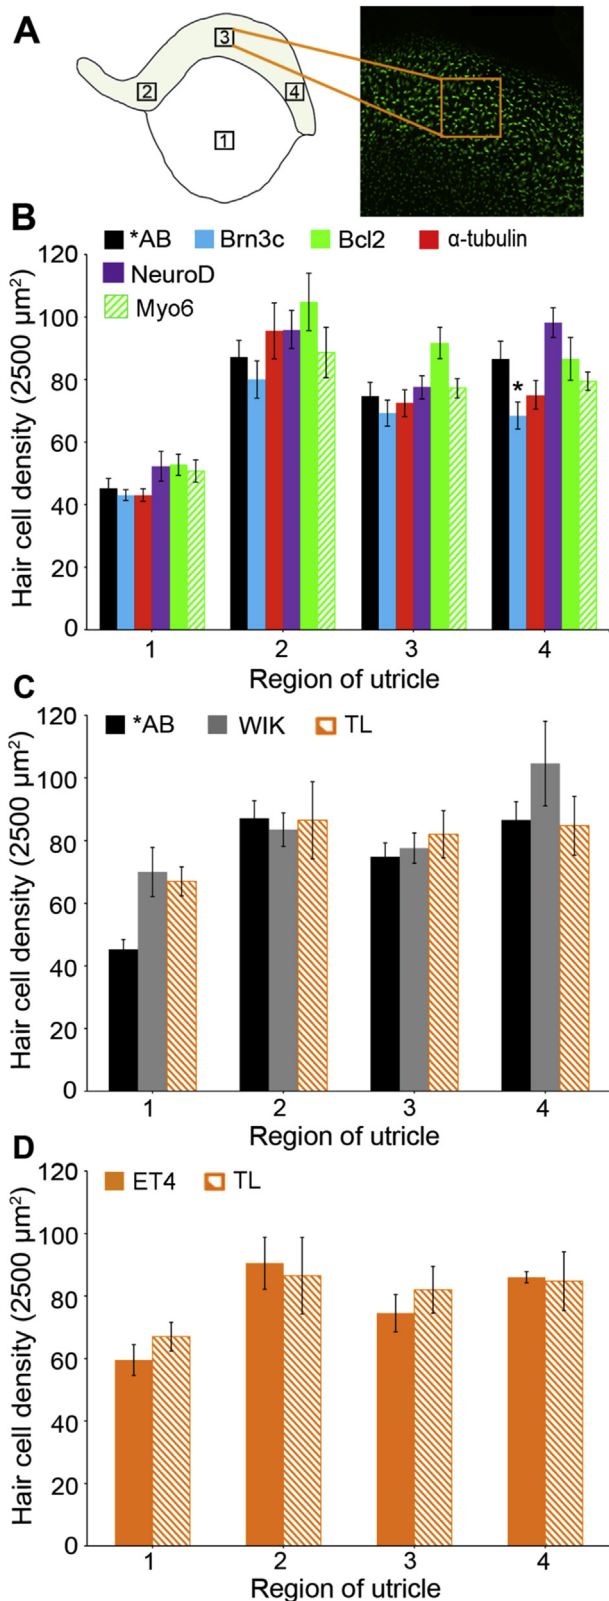 A
3
2
4
1
B
*AB Brn3c Bcl2 α-tubulin
NeuroD
Myo6
120
100
80
60
40
20
0
Hair cell density (2500 µm²)
*
1 2 3 4
Region of utricle
C
*AB WIK TL
120
100
80
60
40
20
0
Hair cell density (2500 µm²)
1 2 3 4
Region of utricle
D
ET4 TL
120
100
80
60
40
20
0
Hair cell density (2500 µm²)
1 2 3 4
Region of utricle